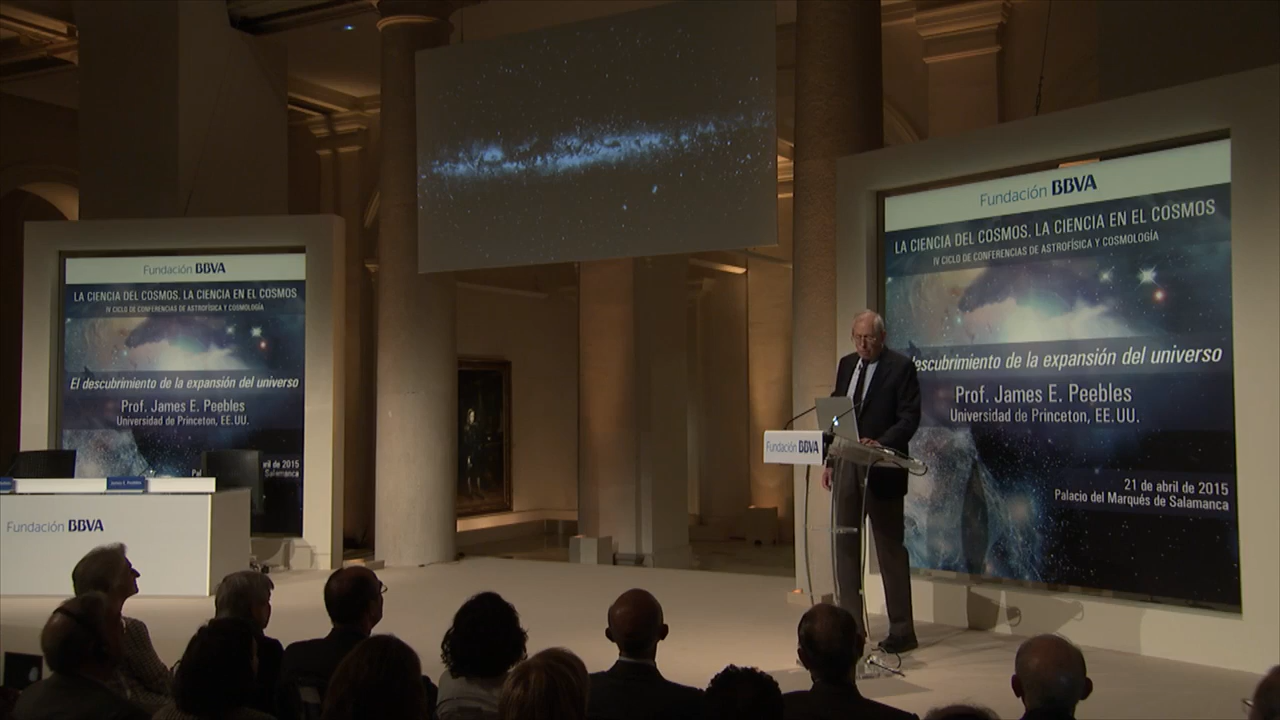 Fundación BBVA
LA CIENCIA DEL COSMOS. LA CIENCIA EN EL COSMOS
IV CICLO DE CONFERENCIAS DE ASTROFÍSICA Y COSMOLOGÍA
El descubrimiento de la expansión del universo
Prof. James E. Peebles
Universidad de Princeton, EE.UU.
abril de 2015
Salamanca
James E. Peebles
Fundación BBVA
Fundación BBVA
Fundación BBVA
LA CIENCIA DEL COSMOS. LA CIENCIA EN EL COSMOS
IV CICLO DE CONFERENCIAS DE ASTROFÍSICA Y COSMOLOGÍA
descubrimiento de la expansión del universo
Prof. James E. Peebles
Universidad de Princeton, EE.UU.
21 de abril de 2015
Palacio del Marqués de Salamanca